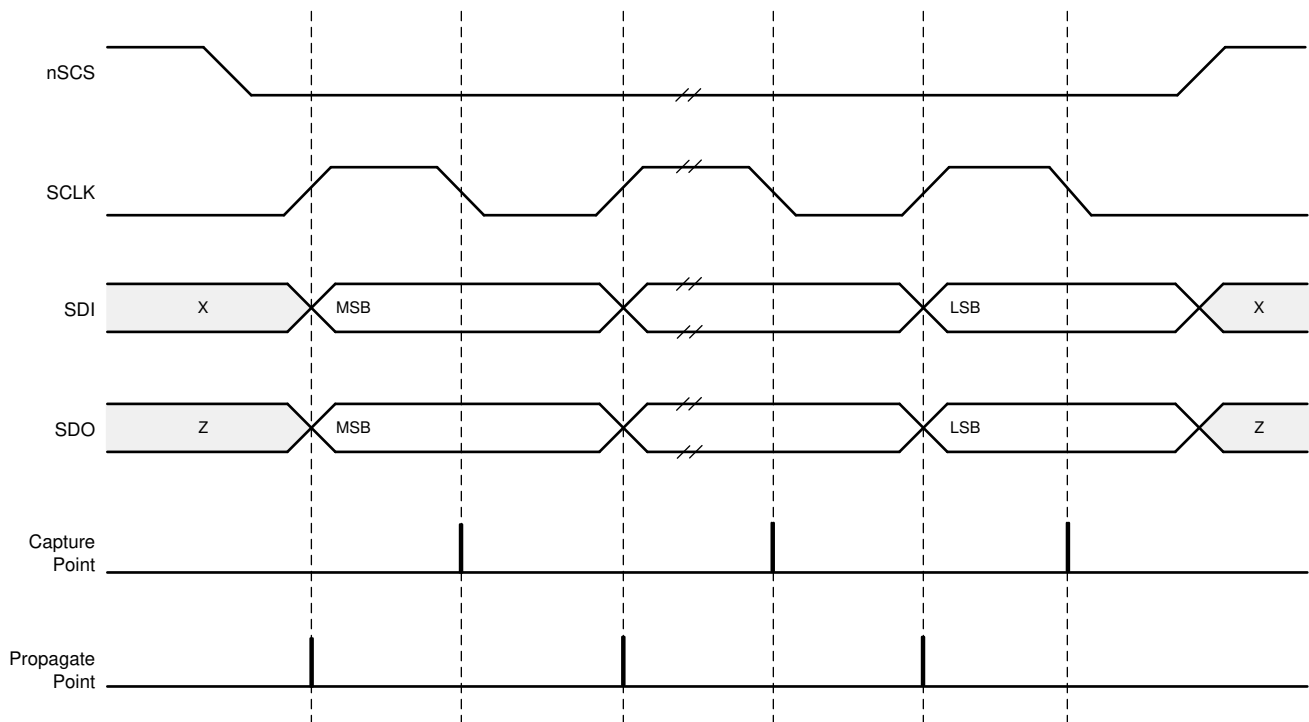 nSCS
SCLK
SDI
X
MSB
LSB
X
SDO
Z
MSB
LSB
Z
Capture
Point
Propagate
Point